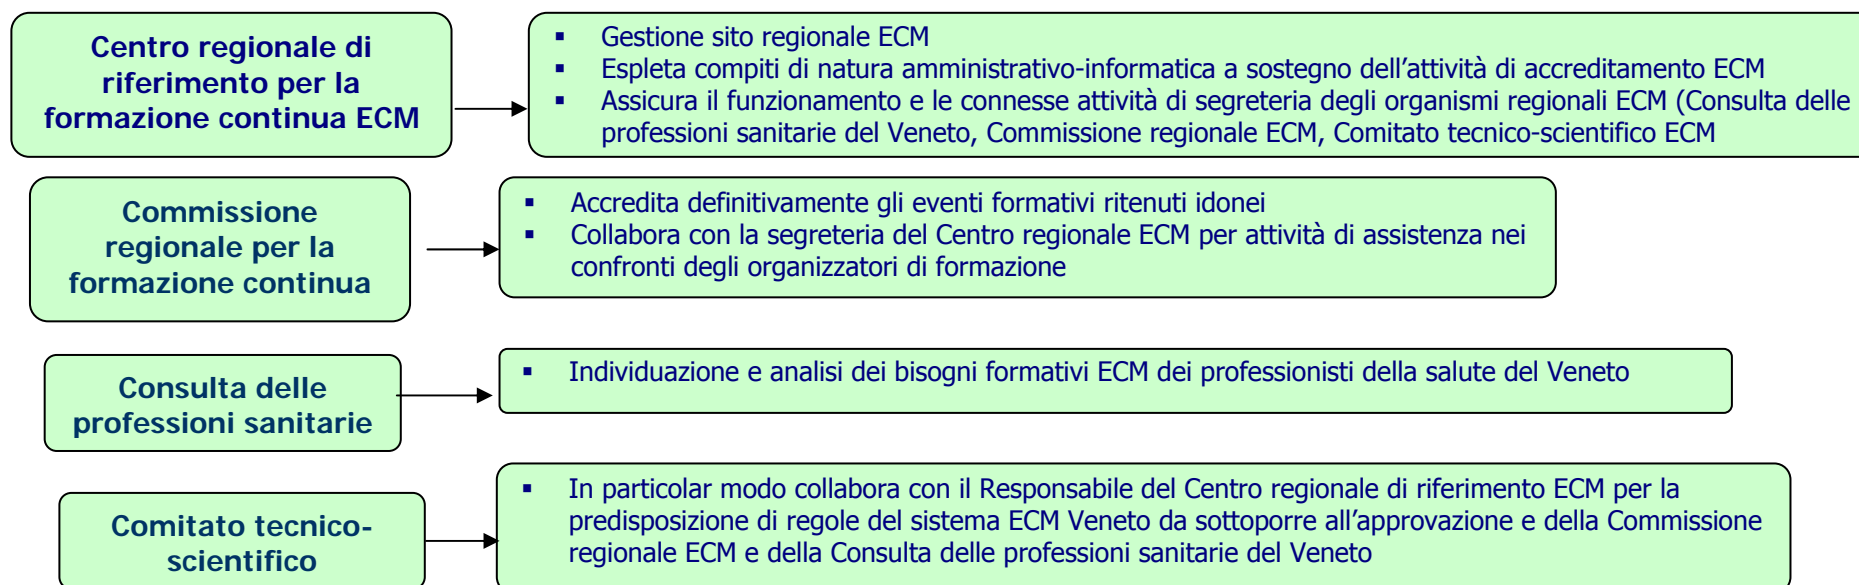 Centro regionale di
riferimento per la
formazione continua ECM
▪ Gestione sito regionale ECM
▪ Espleta compiti di natura amministrativo-informatica a sostegno dell’attività di accreditamento ECM
▪ Assicura il funzionamento e le connesse attività di segreteria degli organismi regionali ECM (Consulta delle
professioni sanitarie del Veneto, Commissione regionale ECM, Comitato tecnico-scientifico ECM
Commissione
regionale per la
formazione continua
▪ Accredita definitivamente gli eventi formativi ritenuti idonei
▪ Collabora con la segreteria del Centro regionale ECM per attività di assistenza nei
confronti degli organizzatori di formazione
Consulta delle
professioni sanitarie
▪ Individuazione e analisi dei bisogni formativi ECM dei professionisti della salute del Veneto
Comitato tecnico-
scientifico
▪ In particolar modo collabora con il Responsabile del Centro regionale di riferimento ECM per la
predisposizione di regole del sistema ECM Veneto da sottoporre all’approvazione e della Commissione
regionale ECM e della Consulta delle professioni sanitarie del Veneto